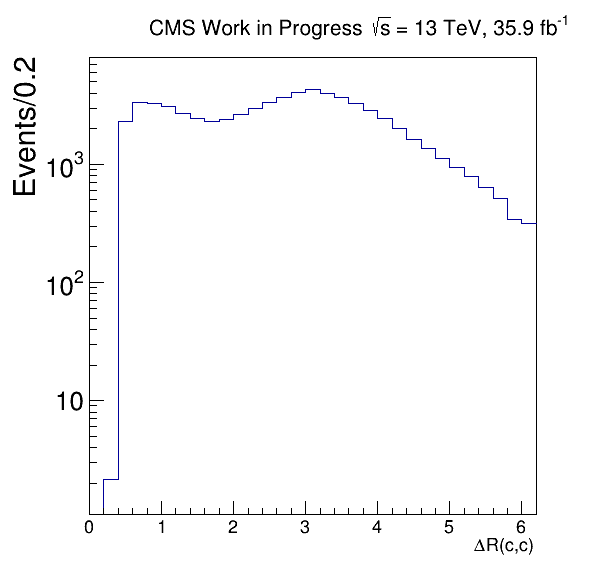 CMS Work in Progress √s = 13 TeV, 35.9 fb⁻¹
Events/0.2
10³
10²
10
0 1 2 3 4 5 6
ΔR(c,c)